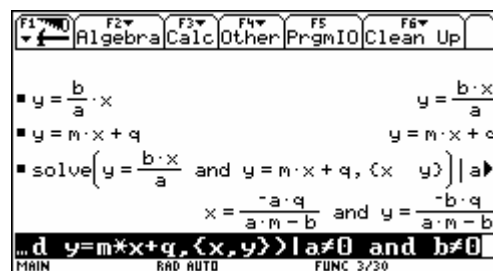 F1 F2 F3 F4 F5 F6
Algebra Calc Other PrgmIO Clean Up
▪ y = b/a · x    y = b·x/a
▪ y = m·x + q    y = m·x + q
▪ solve(y = b·x/a and y = m·x + q, {x y}) | a▶
x = ⁻a·q/(a·m − b) and y = ⁻b·q/(a·m − b)
…d y=m*x+q,{x,y})|a≠0 and b≠0
MAIN RAD AUTO FUNC 3/30